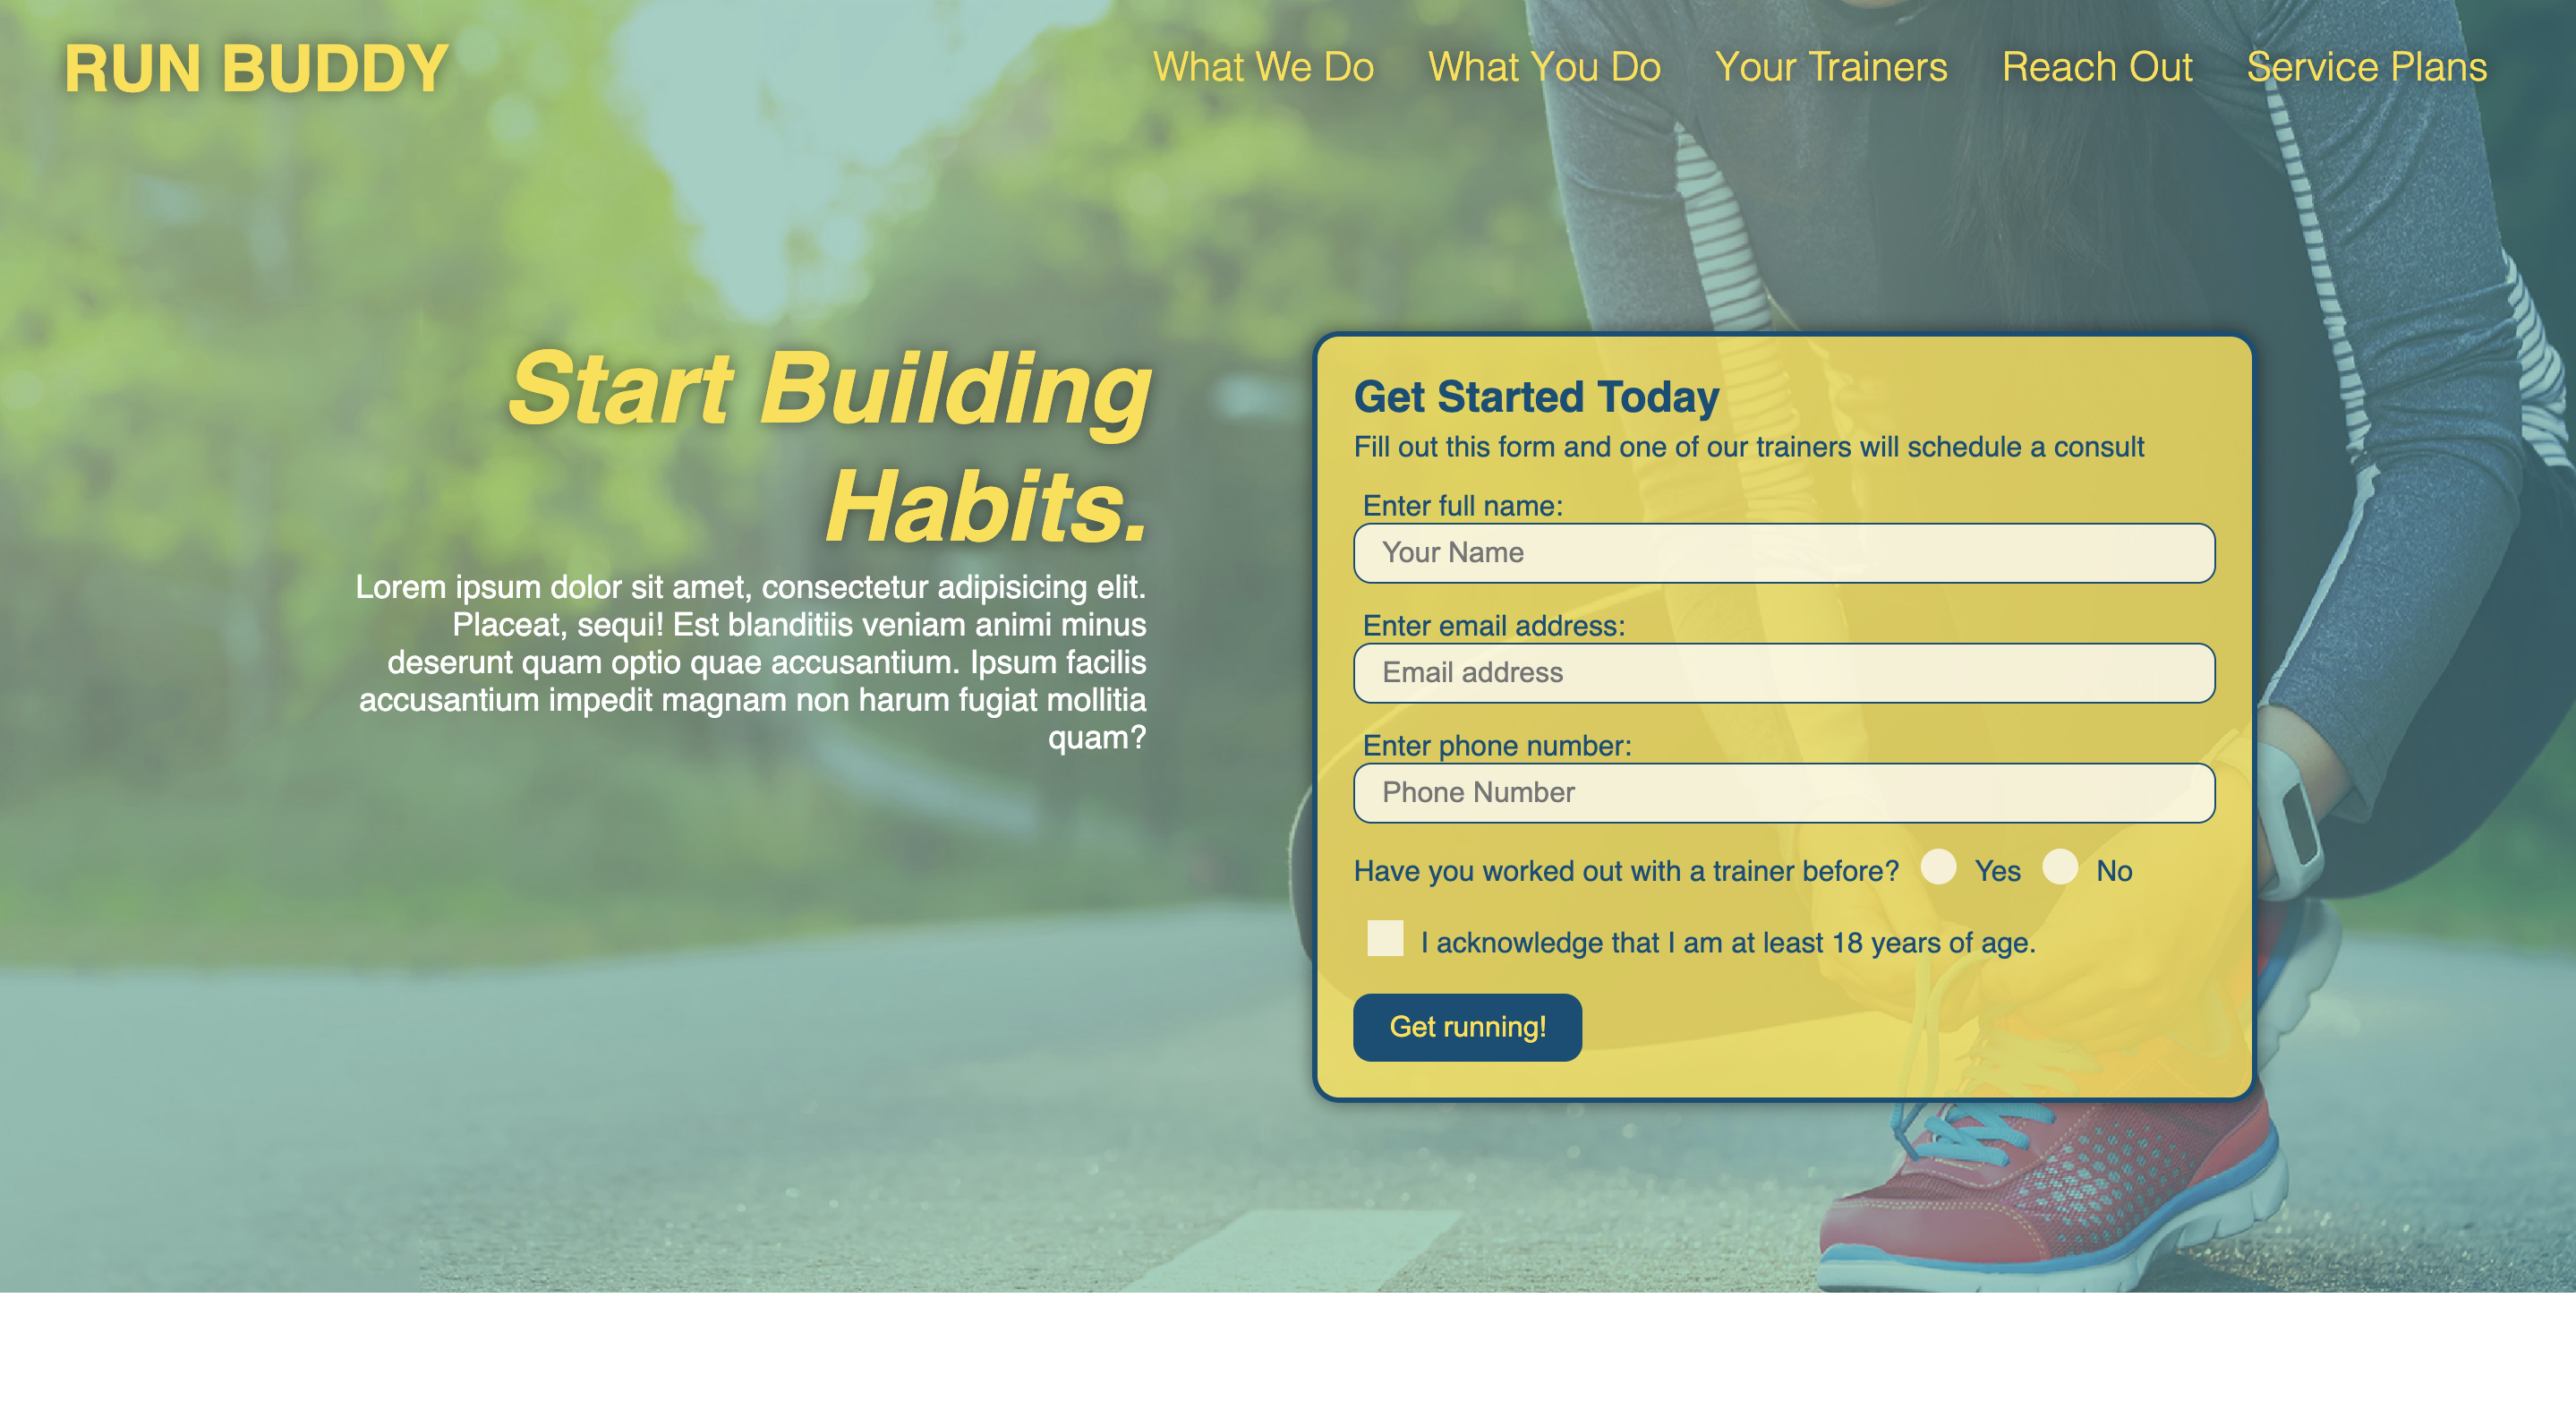 RUN BUDDY
What We Do What You Do Your Trainers Reach Out Service Plans
Start Building
Habits.
Lorem ipsum dolor sit amet, consectetur adipisicing elit.
Placeat, sequi! Est blanditiis veniam animi minus
deserunt quam optio quae accusantium. Ipsum facilis
accusantium impedit magnam non harum fugiat mollitia
quam?
Get Started Today
Fill out this form and one of our trainers will schedule a consult
Enter full name:
Your Name
Enter email address:
Email address
Enter phone number:
Phone Number
Have you worked out with a trainer before? Yes No
I acknowledge that I am at least 18 years of age.
Get running!